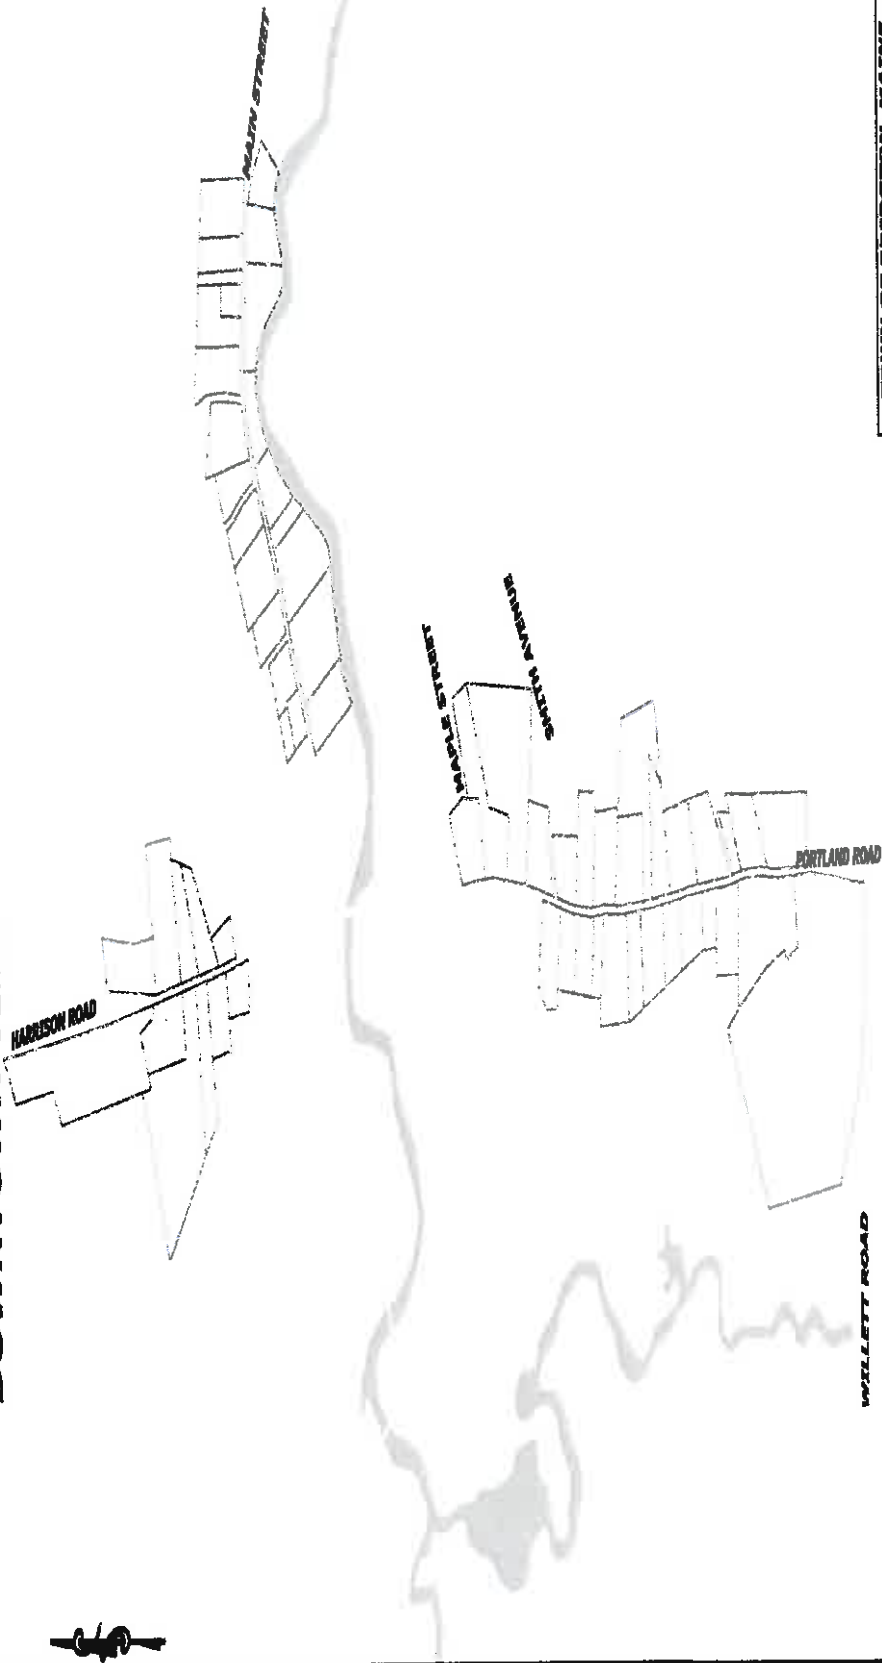 MAIN STREET
MAPLE STREET
SMITH AVENUE
PORTLAND ROAD
HARRISON ROAD
WILLETT ROAD